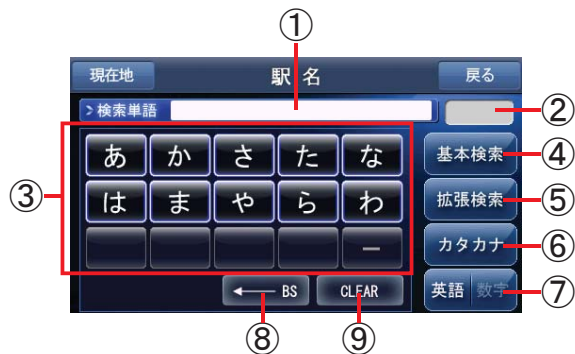 ①
現在地 駅 名 戻る
>検索単語 ②
③ あ か さ た な 基本検索 ④
は ま や ら わ 拡張検索 ⑤
ー カタカナ ⑥
← BS CLEAR 英語 数字 ⑦
⑧ ⑨